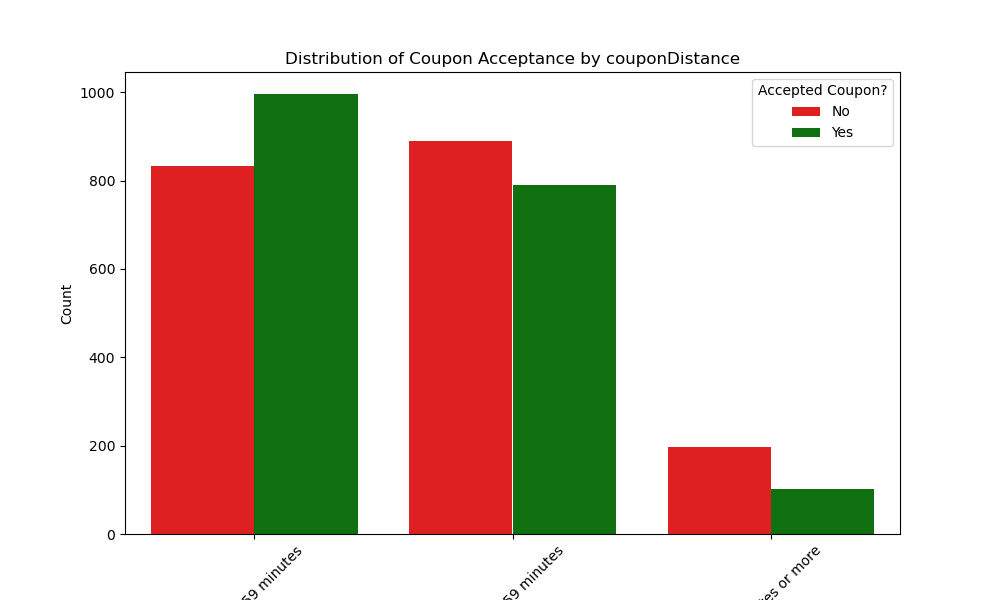 Distribution of Coupon Acceptance by couponDistance
Accepted Coupon?
No
Yes
1000
800
600
400
200
0
Count
59 minutes
59 minutes
or more